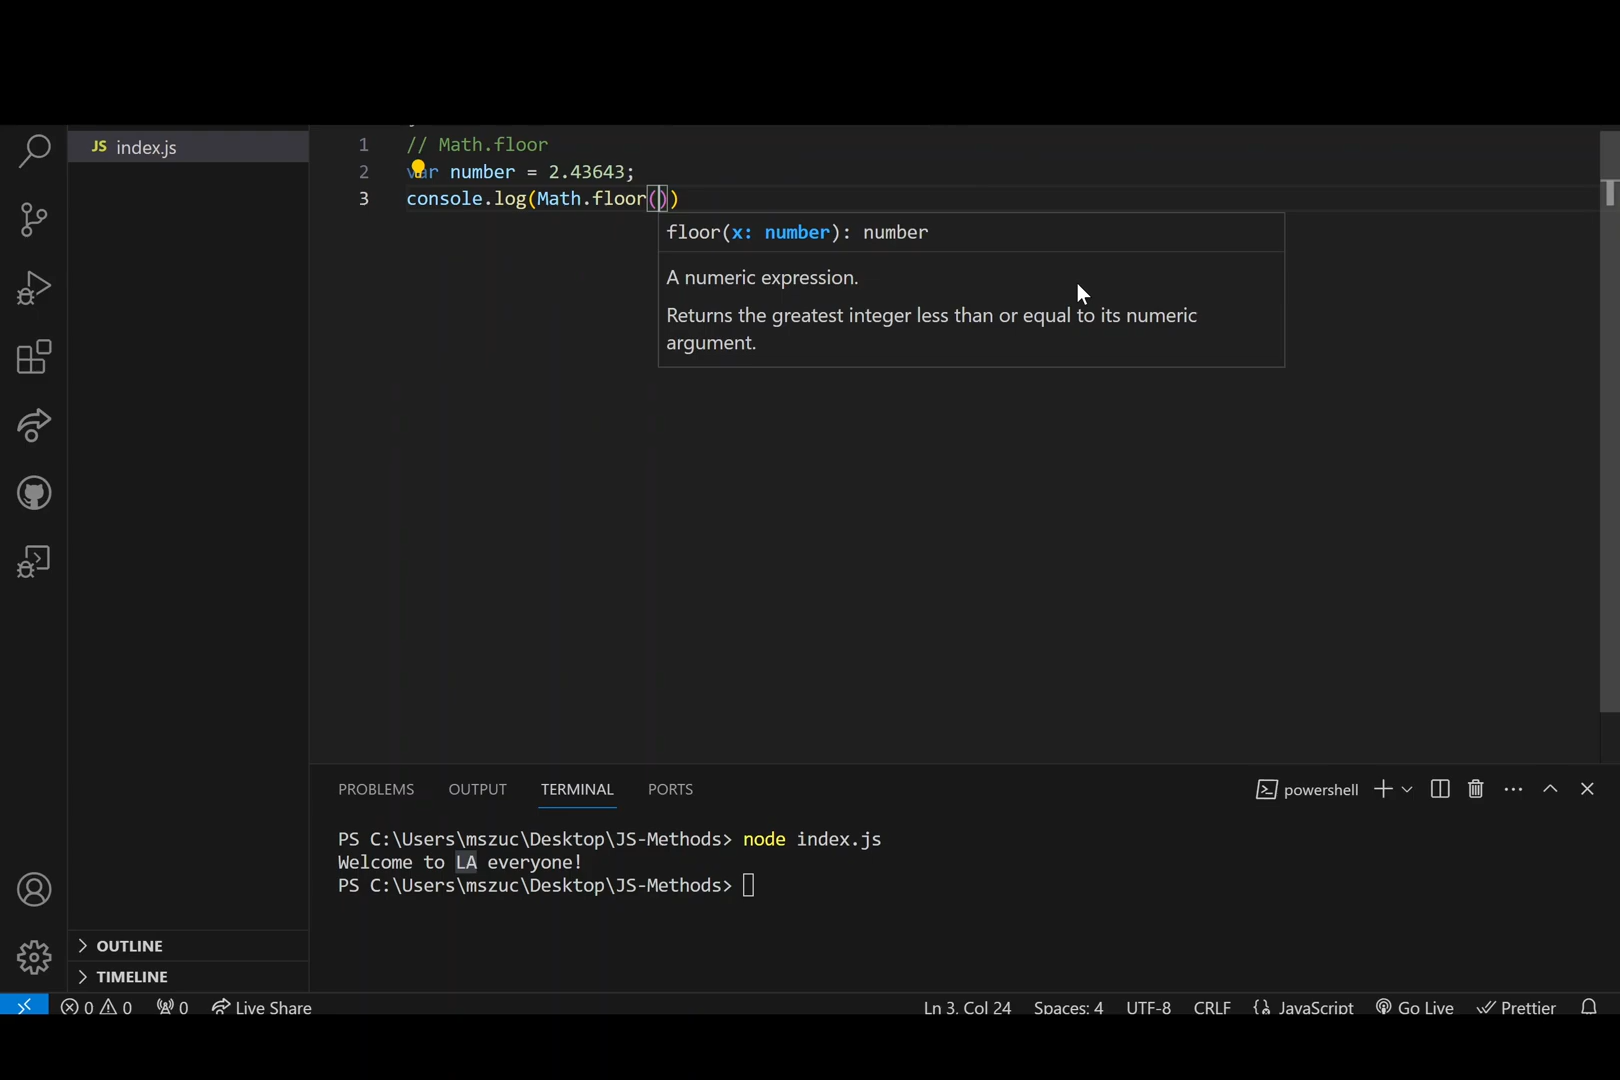 JS index.js
1 // Math.floor
2 var number = 2.43643;
3 console.log(Math.floor())
floor(x: number): number
A numeric expression.
Returns the greatest integer less than or equal to its numeric
argument.
PROBLEMS OUTPUT TERMINAL PORTS powershell
PS C:\Users\mszuc\Desktop\JS-Methods> node index.js
Welcome to LA everyone!
PS C:\Users\mszuc\Desktop\JS-Methods>
OUTLINE
TIMELINE
0 0 0 Live Share Ln 3, Col 24 Spaces: 4 UTF-8 CRLF JavaScript Go Live Prettier